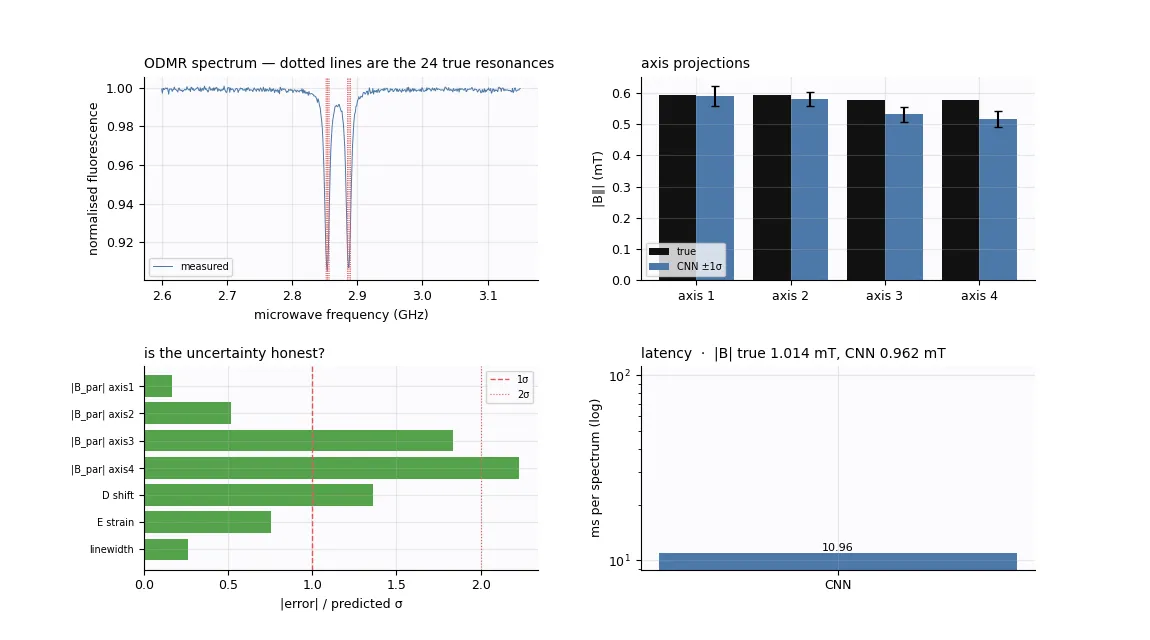 ODMR spectrum — dotted lines are the 24 true resonances
normalised fluorescence
1.00
0.98
0.96
0.94
0.92
measured
2.6 2.7 2.8 2.9 3.0 3.1
microwave frequency (GHz)
axis projections
|B∥| (mT)
0.6
0.5
0.4
0.3
0.2
0.1
0.0
true
CNN ±1σ
axis 1 axis 2 axis 3 axis 4
is the uncertainty honest?
|B_par| axis1
|B_par| axis2
|B_par| axis3
|B_par| axis4
D shift
E strain
linewidth
1σ
2σ
0.0 0.5 1.0 1.5 2.0
|error| / predicted σ
latency · |B| true 1.014 mT, CNN 0.962 mT
ms per spectrum (log)
10²
10¹
10.96
CNN